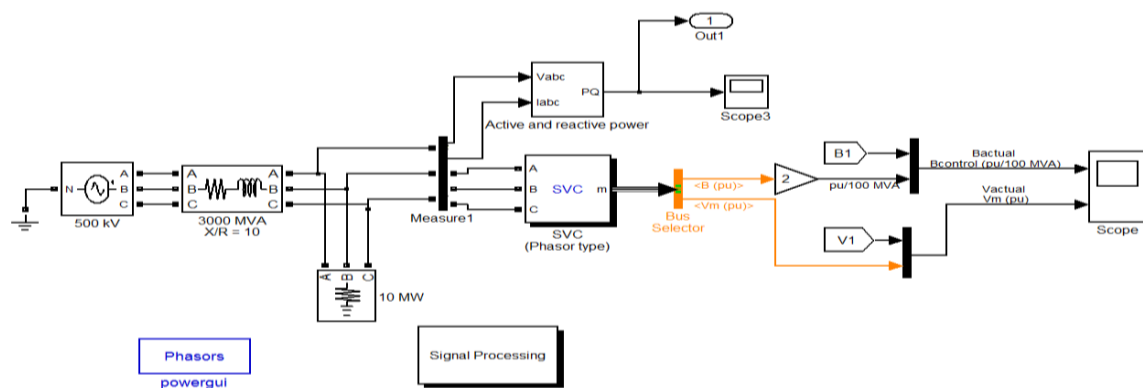 1
Out1
Vabc
Iabc
PQ
Active and reactive power
Scope3
N
A
B
C
500 kV
A
B
C
A
B
C
3000 MVA
X/R = 10
Measure1
A
B
C
SVC
m
SVC
(Phasor type)
<B (pu)>
<Vm (pu)>
Bus
Selector
2
pu/100 MVA
B1
V1
Bactual
Bcontrol (pu/100 MVA)
Vactual
Vm (pu)
Scope
A
B
C
10 MW
Phasors
powergui
Signal Processing